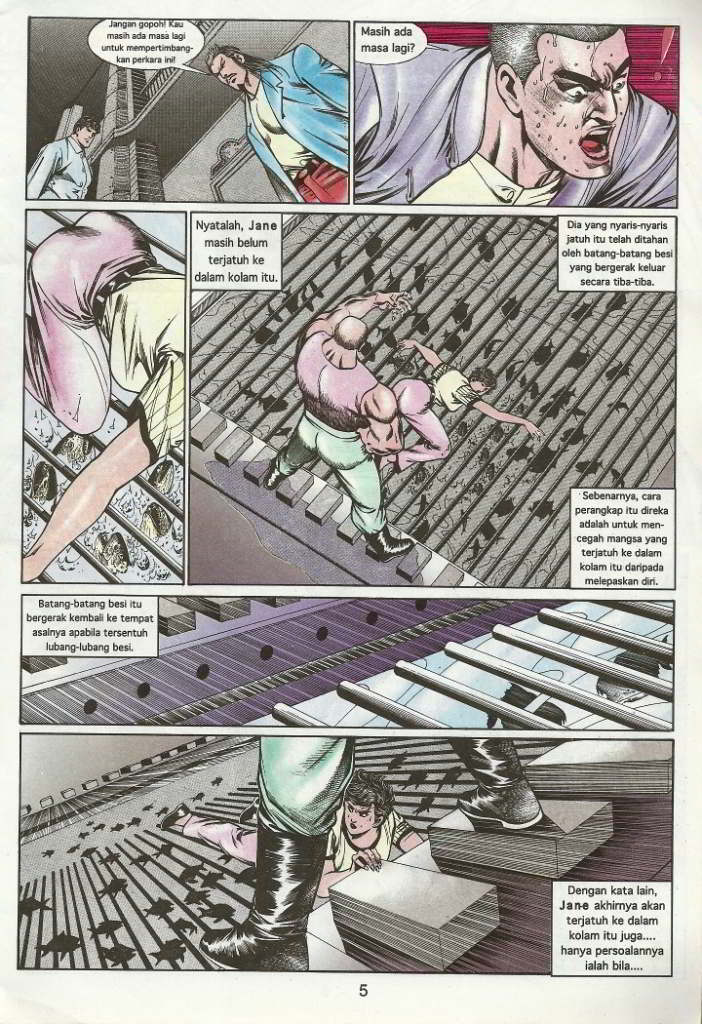 Jangan gopoh! Kau
masih ada masa lagi
untuk mempertimbang-
kan perkara ini!
Masih ada
masa lagi?
Nyatalah, Jane
masih belum
terjatuh ke
dalam kolam itu.
Dia yang nyaris-nyaris
jatuh itu telah ditahan
oleh batang-batang besi
yang bergerak keluar
secara tiba-tiba.
Sebenarnya, cara
perangkap itu direka
adalah untuk men-
cegah mangsa yang
terjatuh ke dalam
kolam itu daripada
melepaskan diri.
Batang-batang besi itu
bergerak kembali ke tempat
asalnya apabila tersentuh
lubang-lubang besi.
Dengan kata lain,
Jane akhirnya akan
terjatuh ke dalam
kolam itu juga....
hanya persoalannya
ialah bila....
5